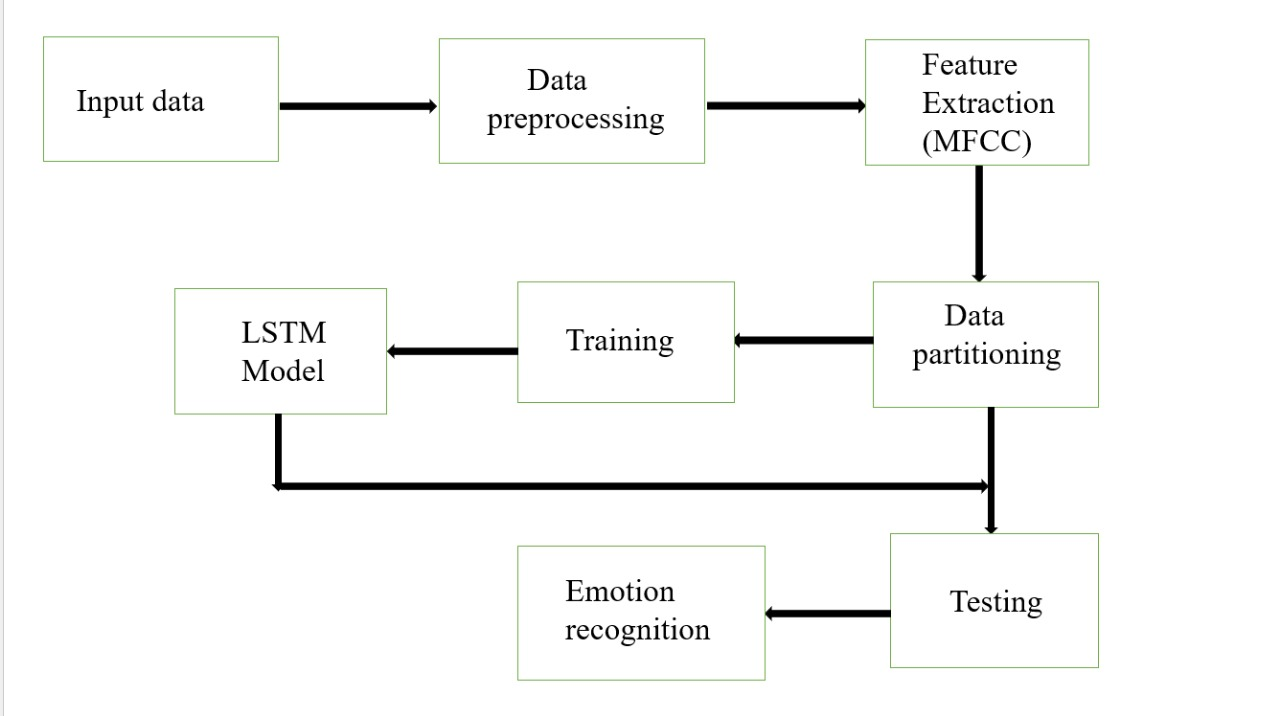 Input data
Data
preprocessing
Feature
Extraction
(MFCC)
LSTM
Model
Training
Data
partitioning
Emotion
recognition
Testing